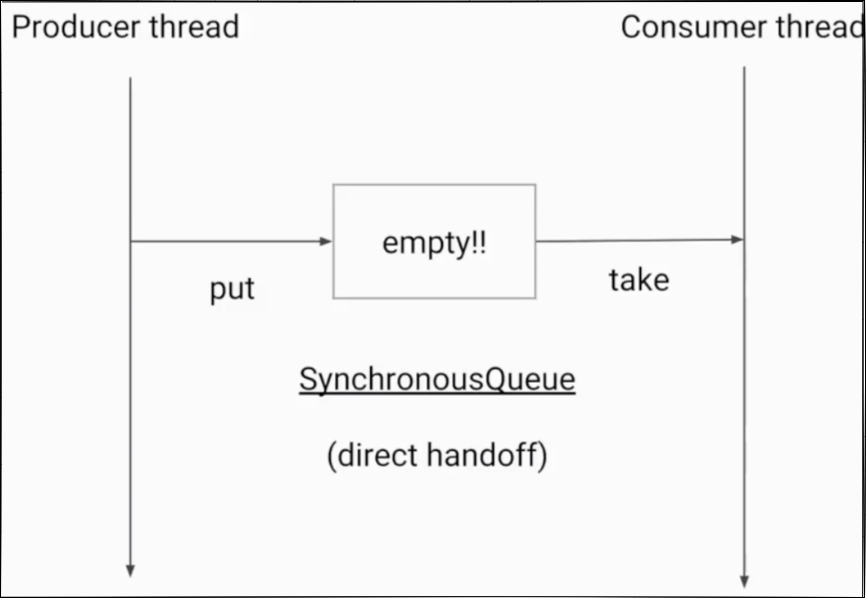 Producer thread
Consumer thread
empty!!
put
take
SynchronousQueue
(direct handoff)